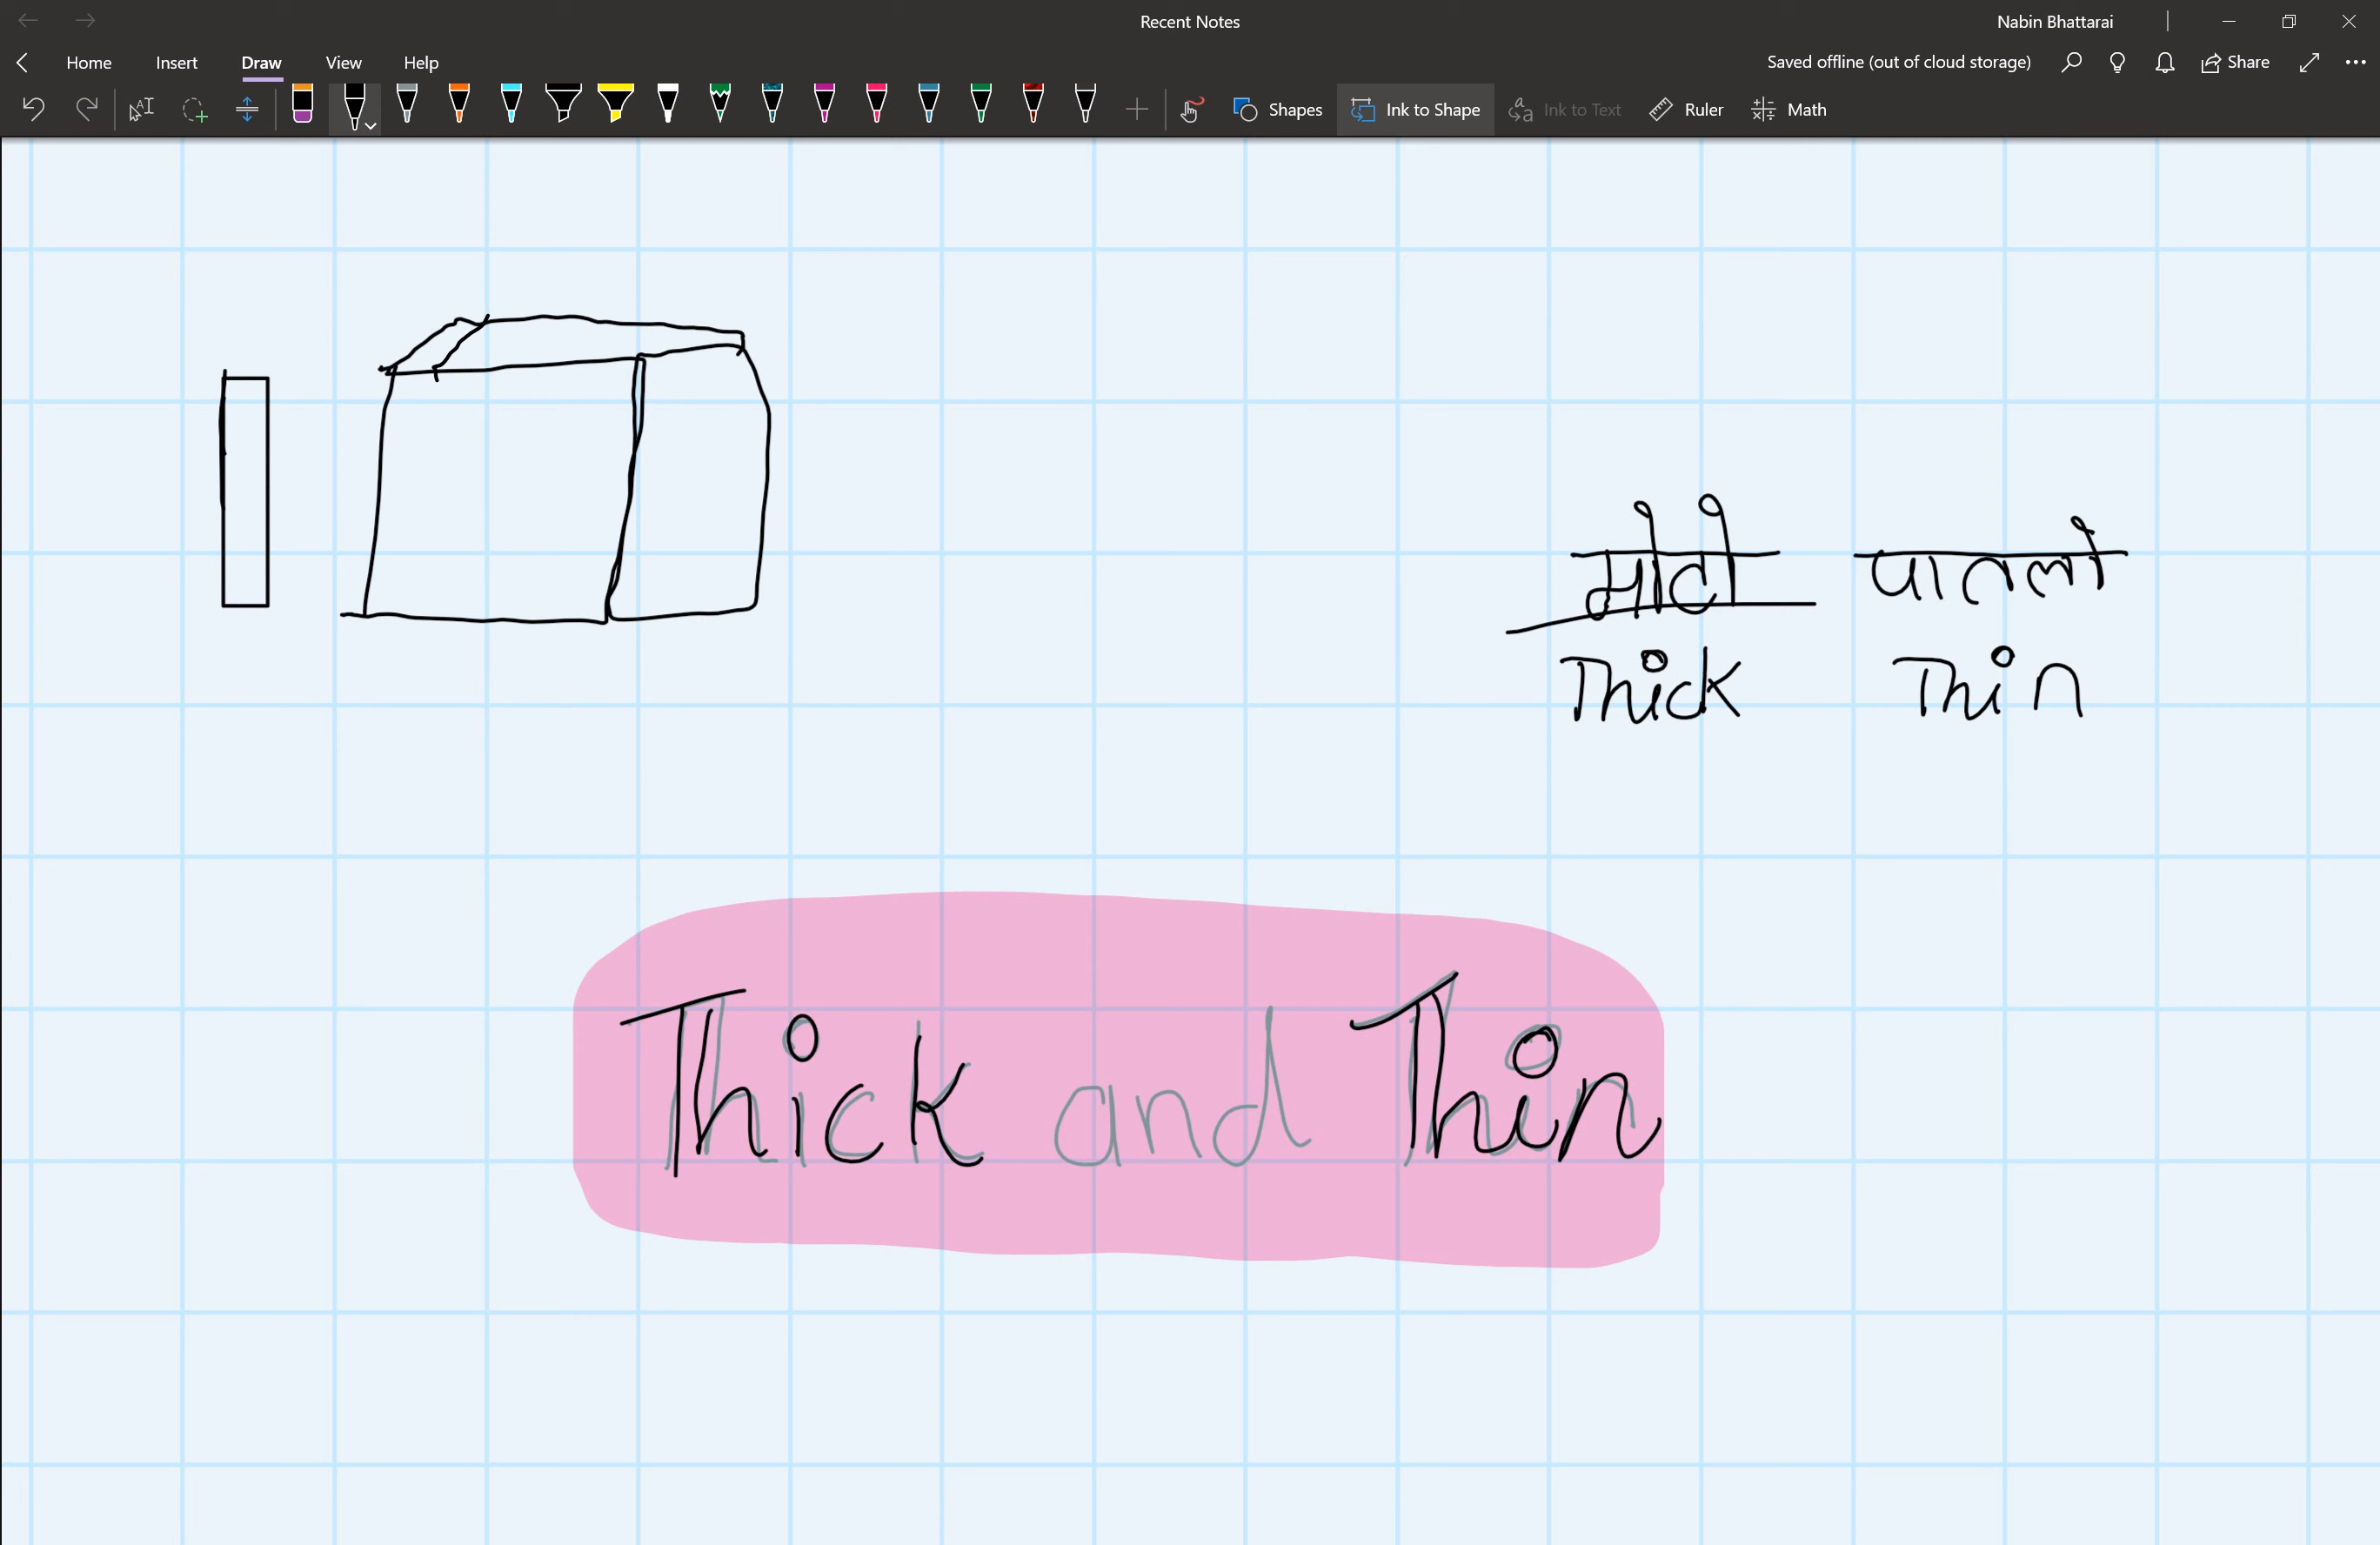 Recent Notes
Nabin Bhattarai
Home Insert Draw View Help
Saved offline (out of cloud storage)
Share
Shapes
Ink to Shape
Ink to Text
Ruler
Math
मोटो पातलो
Thick Thin
Thick and Thin